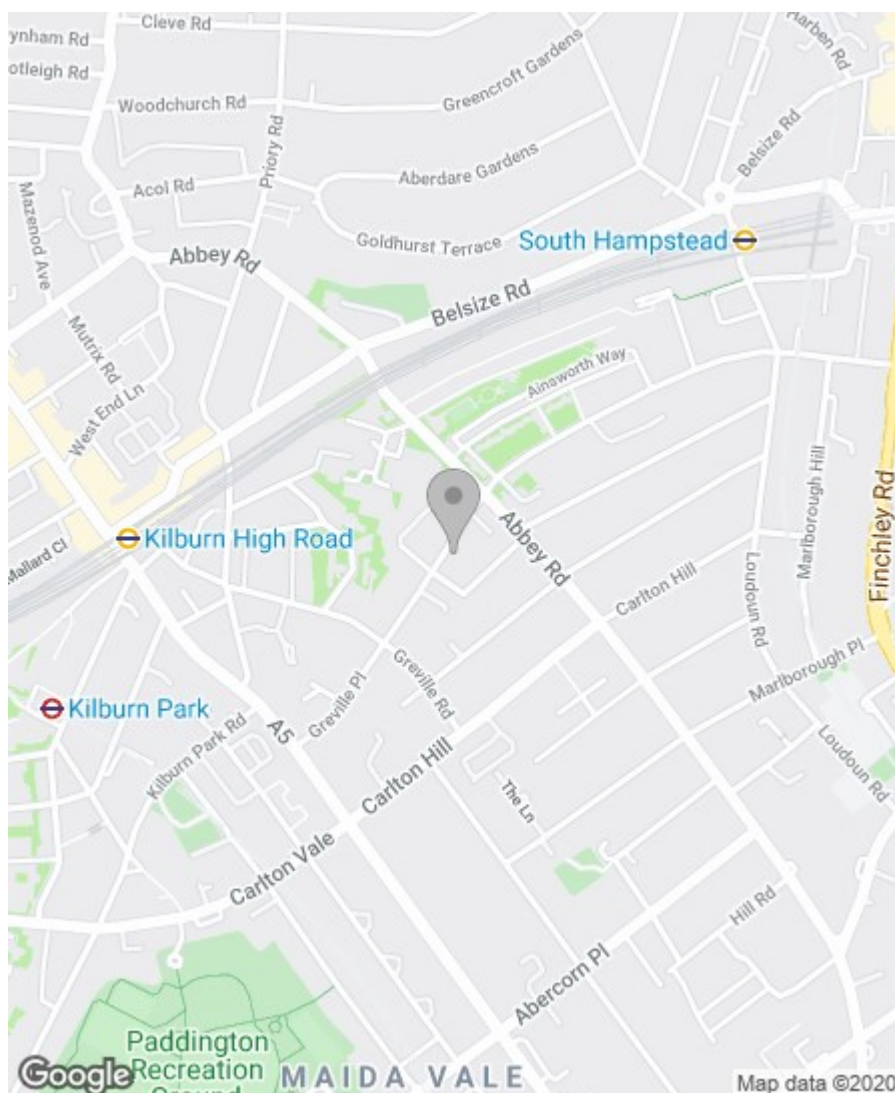 Cleve Rd
ynham Rd
otleigh Rd
Woodchurch Rd
Greencroft Gardens
Harben Rd
Priory Rd
Belsize Rd
Acol Rd
Aberdare Gardens
Mazenod Ave
Goldhurst Terrace
South Hampstead
Abbey Rd
Belsize Rd
Mutrix Rd
West End Ln
Ainsworth Way
Marlborough Hill
Finchley Rd
Kilburn High Road
Mallard Cl
Abbey Rd
Carlton Hill
Loudoun Rd
Marlborough Pl
Greville Pl
Greville Rd
Kilburn Park
Kilburn Park Rd
A5
Carlton Hill
Loudoun Rd
The Ln
Carlton Vale
Hill Rd
Abercorn Pl
Paddington
Recreation
Ground
MAIDA VALE
Google
Map data ©2020